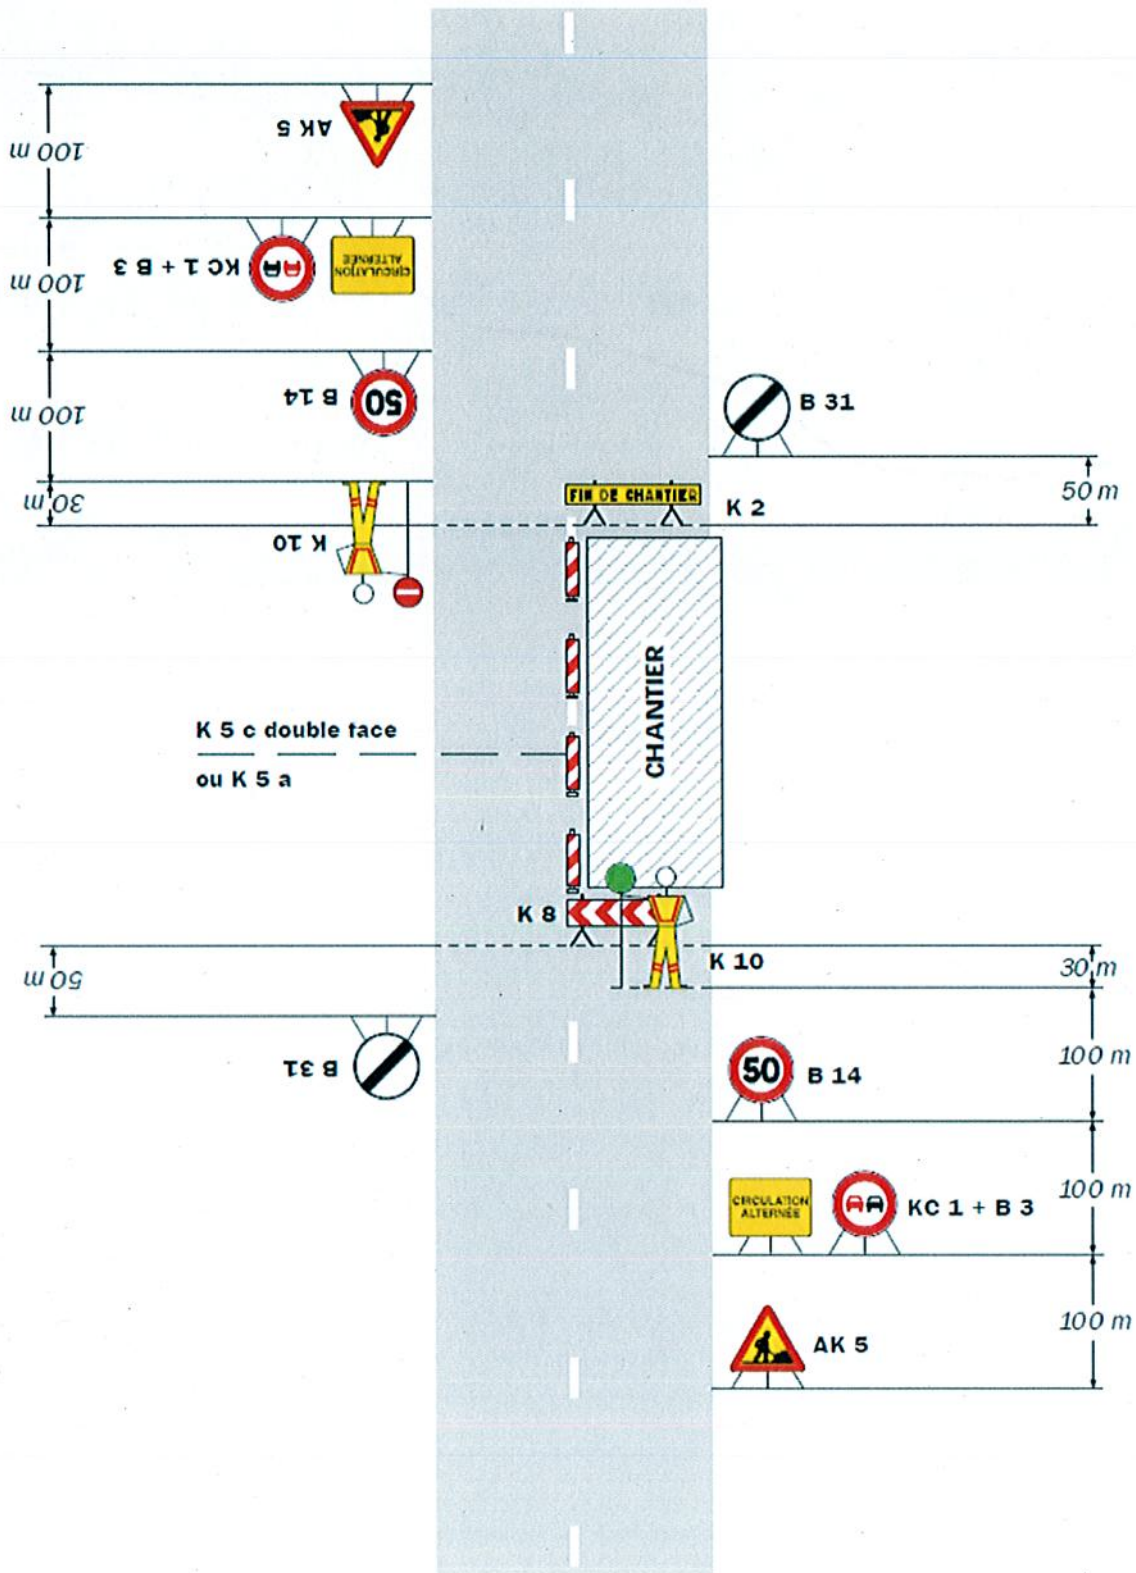 AK 5
100 m
KC 1 + B 3
CIRCULATION
ALTERNÉE
100 m
B 14
50
100 m
B 31
30 m
50 m
FIN DE CHANTIER
K 2
K 10
CHANTIER
K 5 c double face
ou K 5 a
K 8
K 10
30 m
50 m
B 31
100 m
50
B 14
CIRCULATION
ALTERNÉE
KC 1 + B 3
100 m
AK 5
100 m